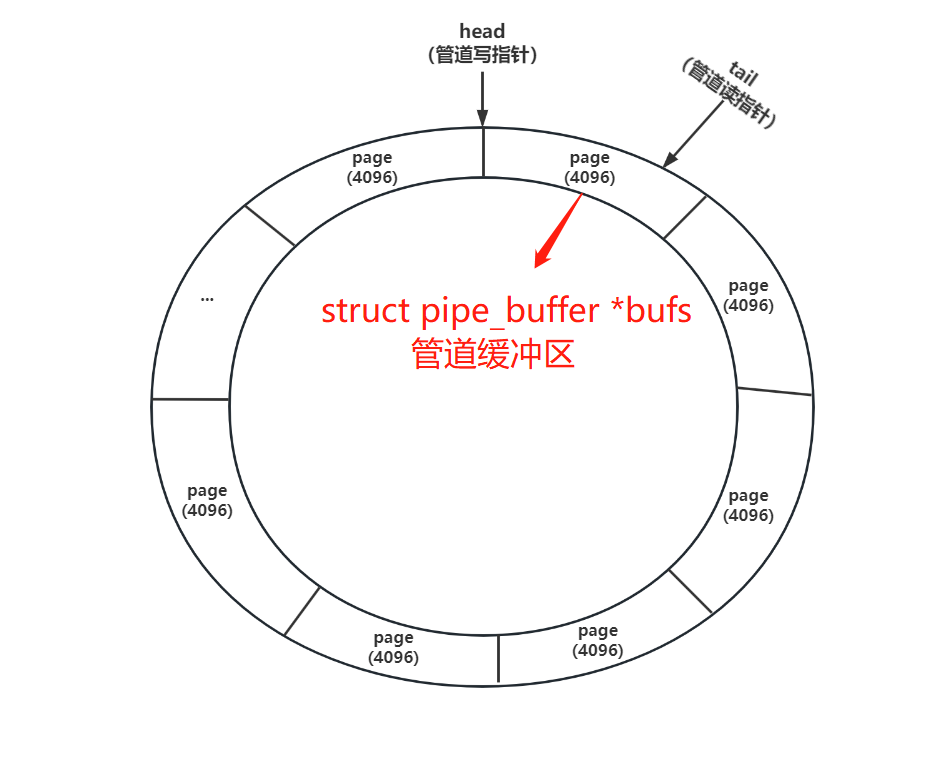 head
（管道写指针）
tail
（管道读指针）
page
(4096)
page
(4096)
page
(4096)
...
struct pipe_buffer *bufs
管道缓冲区
page
(4096)
page
(4096)
page
(4096)
page
(4096)